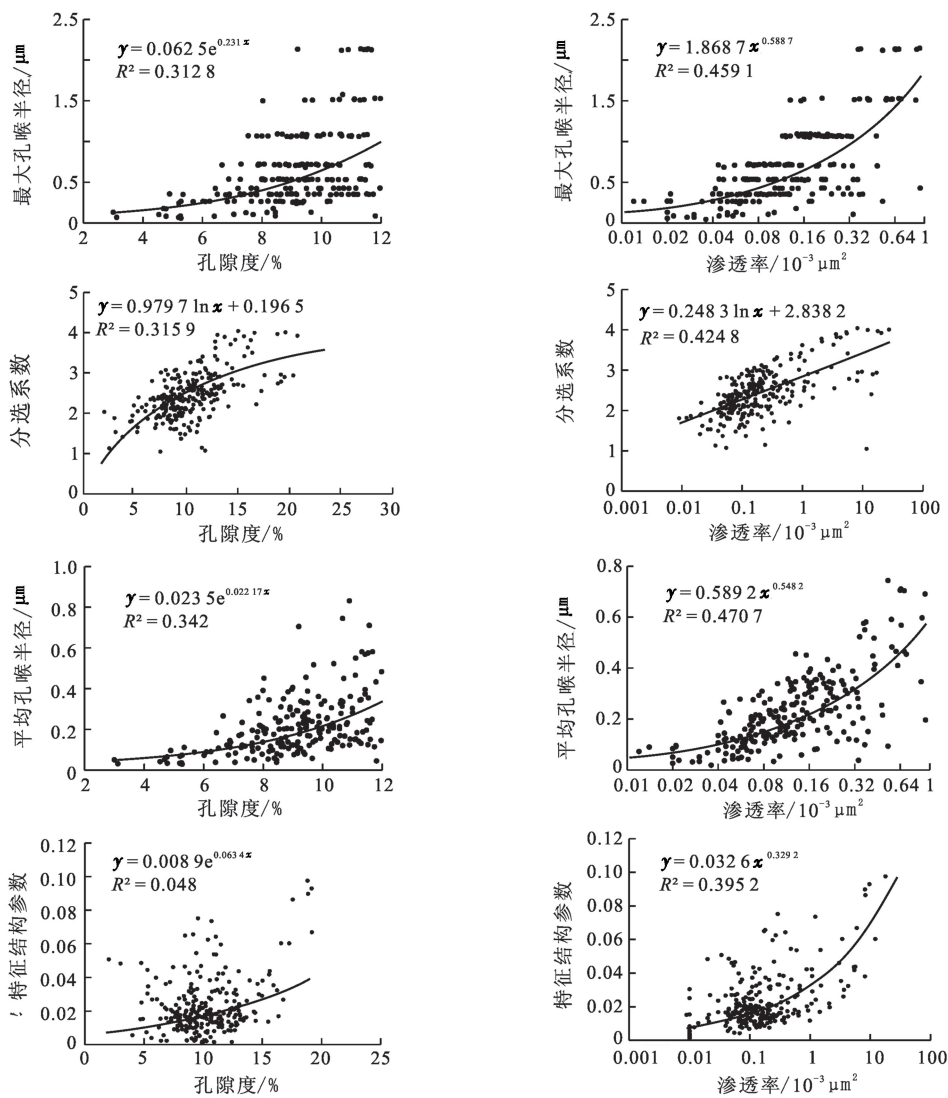 最大孔喉半径/μm
2.5
1.5
0.5
0
y = 0.062 5e^0.231x
R² = 0.312 8
2 4 6 8 10 12
孔隙度/%
最大孔喉半径/μm
2.5
1.5
0.5
0
y = 1.868 7 x^0.588 7
R² = 0.459 1
0.01 0.02 0.04 0.08 0.16 0.32 0.64 1
渗透率/10⁻³ μm²
分选系数
5
4
3
2
1
0
y = 0.979 7 ln x + 0.196 5
R² = 0.315 9
0 5 10 15 20 25 30
孔隙度/%
分选系数
5
4
3
2
1
0
y = 0.248 3 ln x + 2.838 2
R² = 0.424 8
0.001 0.01 0.1 1 10 100
渗透率/10⁻³ μm²
平均孔喉半径/μm
1.0
0.8
0.6
0.4
0.2
0
y = 0.023 5e^0.022 17x
R² = 0.342
2 4 6 8 10 12
孔隙度/%
平均孔喉半径/μm
0.8
0.6
0.4
0.2
0
y = 0.589 2 x^0.548 2
R² = 0.470 7
0.01 0.02 0.04 0.08 0.16 0.32 0.64 1
渗透率/10⁻³ μm²
特征结构参数
0.12
0.10
0.08
0.06
0.04
0.02
0
y = 0.008 9e^0.063 4x
R² = 0.048
0 5 10 15 20 25
孔隙度/%
特征结构参数
0.12
0.10
0.08
0.06
0.04
0.02
0
y = 0.032 6 x^0.329 2
R² = 0.395 2
0.001 0.01 0.1 1 10 100
渗透率/10⁻³ μm²